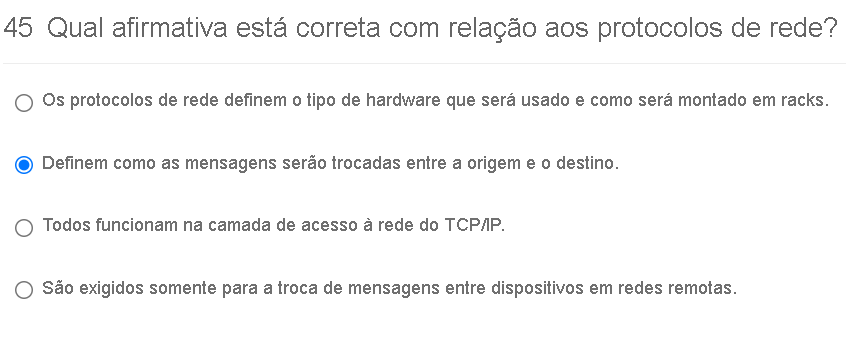 45 Qual afirmativa está correta com relação aos protocolos de rede?
Os protocolos de rede definem o tipo de hardware que será usado e como será montado em racks.
Definem como as mensagens serão trocadas entre a origem e o destino.
Todos funcionam na camada de acesso à rede do TCP/IP.
São exigidos somente para a troca de mensagens entre dispositivos em redes remotas.